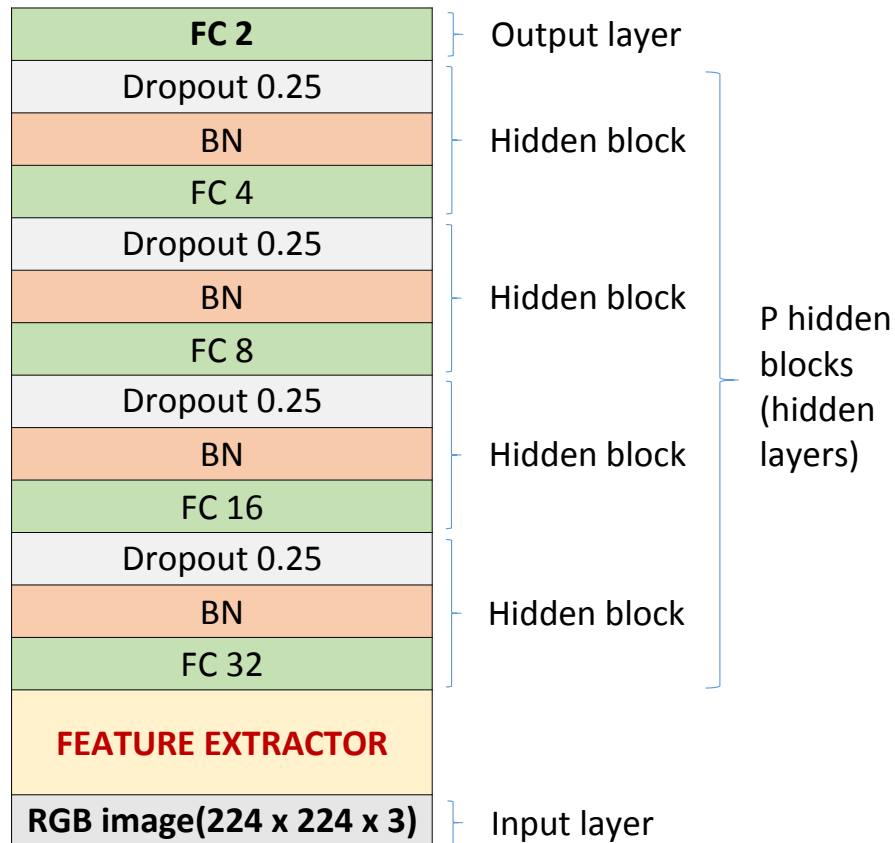 FC 2
Output layer
Dropout 0.25
BN
Hidden block
FC 4
Dropout 0.25
BN
Hidden block
FC 8
Dropout 0.25
BN
Hidden block
FC 16
Dropout 0.25
BN
Hidden block
FC 32
P hidden
blocks
(hidden
layers)
FEATURE EXTRACTOR
RGB image(224 x 224 x 3)
Input layer